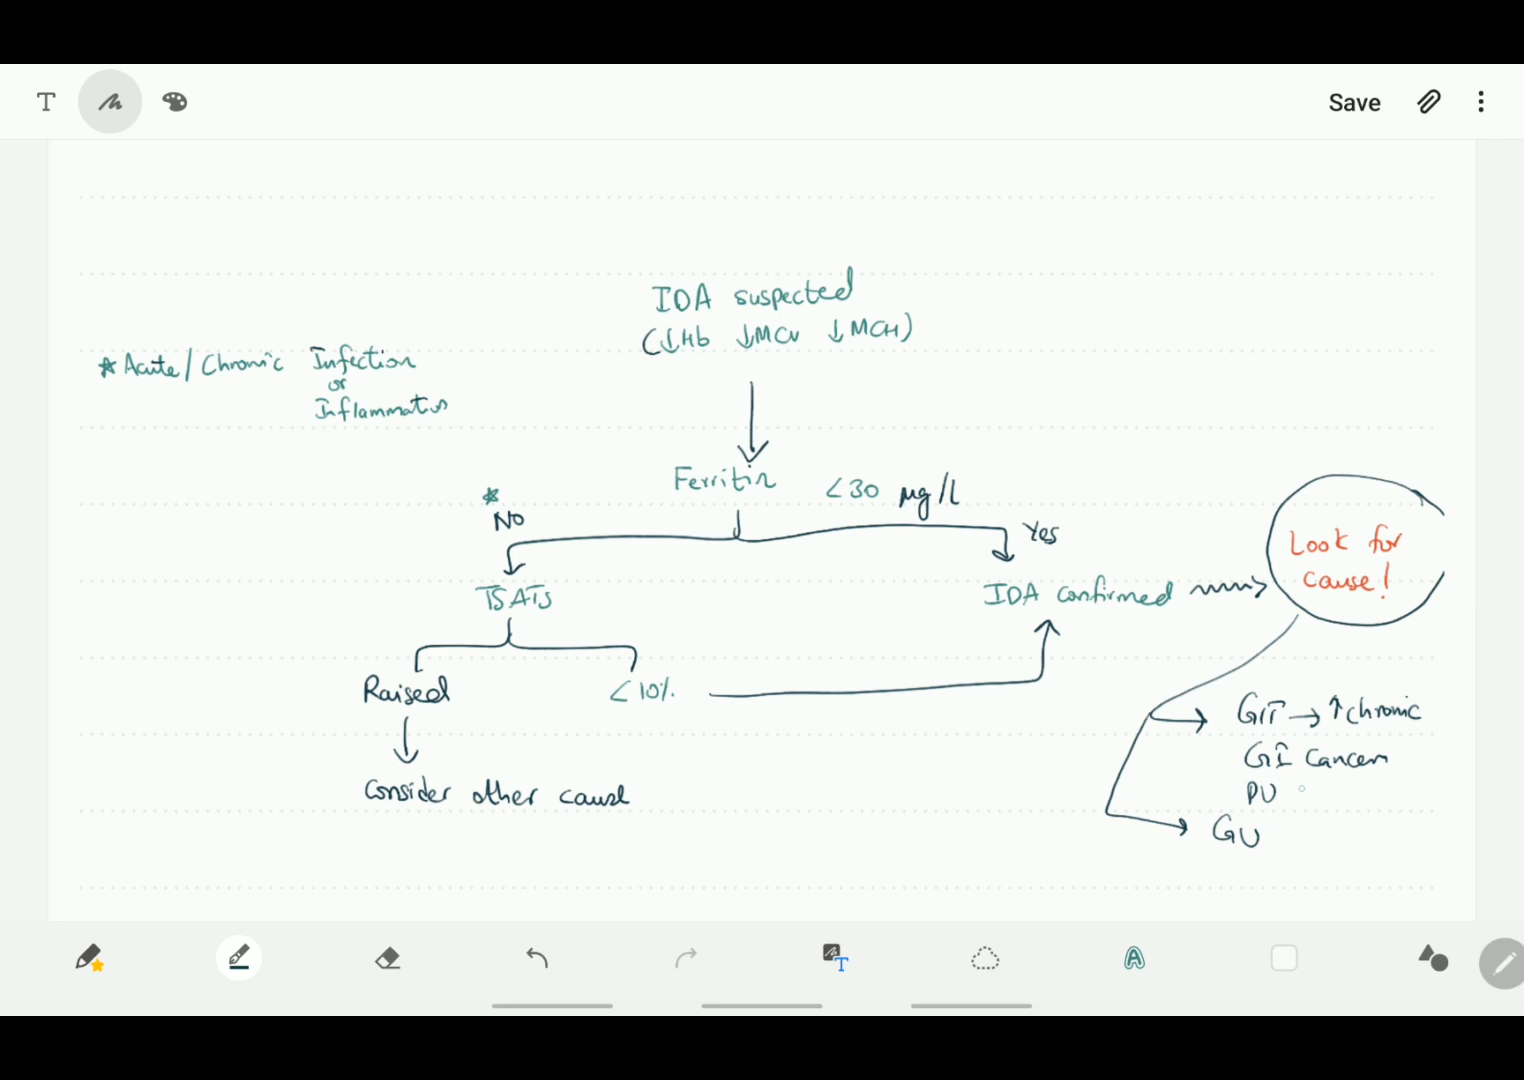 T
Save
IDA suspected
(↓Hb ↓MCV ↓MCH)
* Acute/Chronic Infection
or
Inflammation
Ferritin <30 µg/L
*
No
Yes
TSATs
IDA confirmed
Look for
cause!
Raised
<10%
Consider other cause
GIT → ↑chronic
GI Cancers
PU
GU
T
A